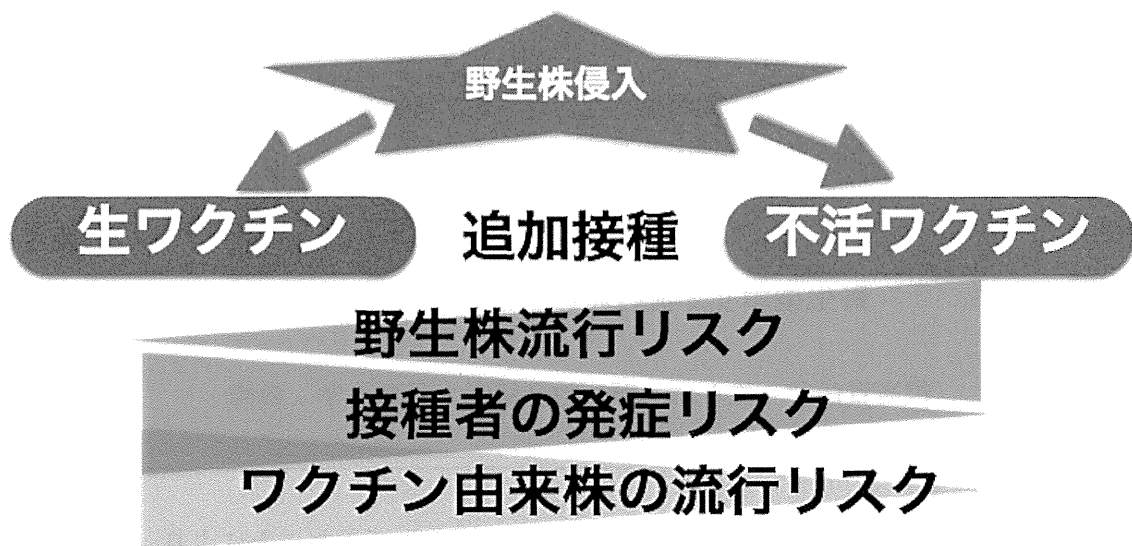 野生株侵入
生ワクチン
追加接種
不活ワクチン
野生株流行リスク
接種者の発症リスク
ワクチン由来株の流行リスク